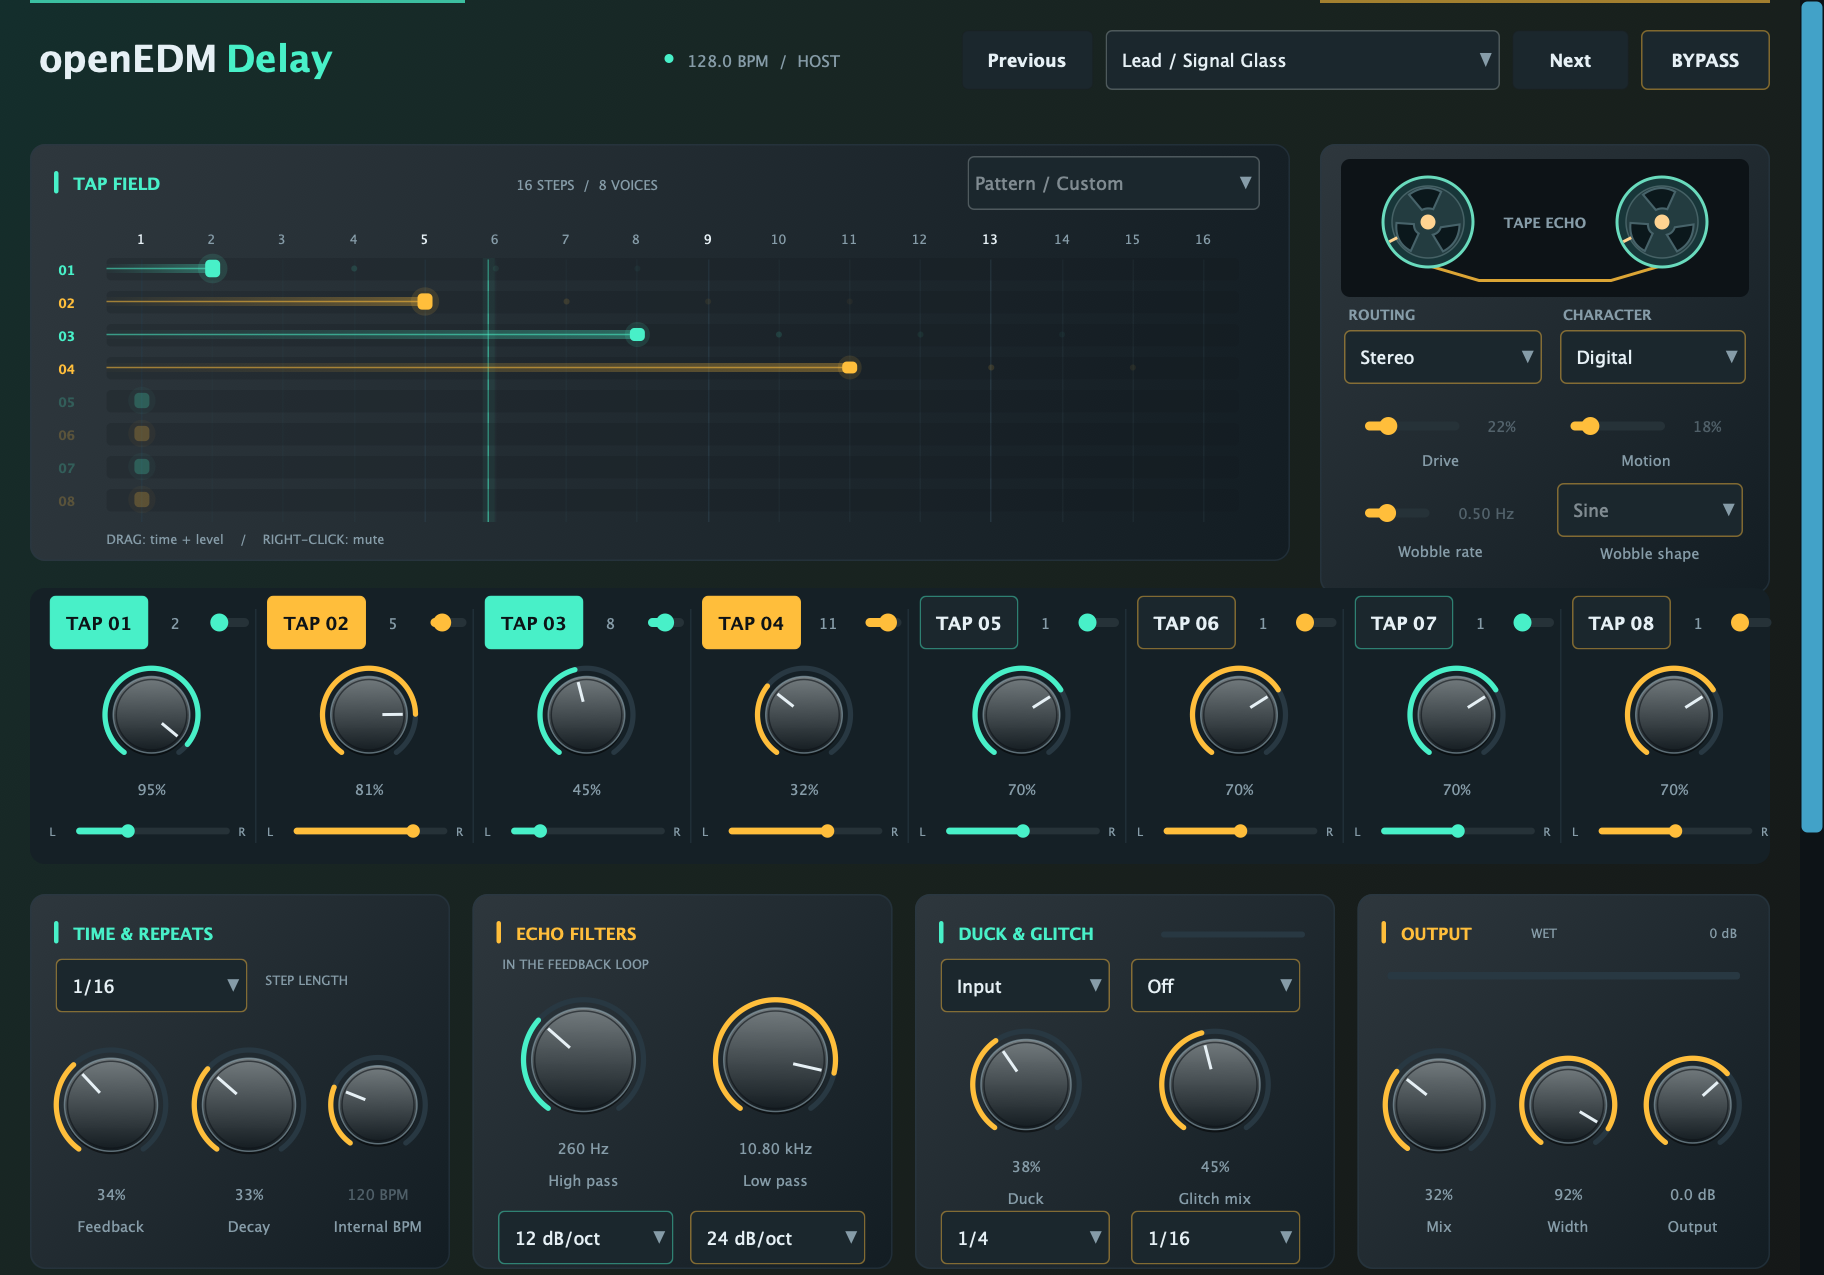 openEDM Delay
128.0 BPM / HOST
Previous
Lead / Signal Glass
Next
BYPASS
TAP FIELD
16 STEPS / 8 VOICES
Pattern / Custom
1 2 3 4 5 6 7 8 9 10 11 12 13 14 15 16
01
02
03
04
05
06
07
08
DRAG: time + level / RIGHT-CLICK: mute
TAPE ECHO
ROUTING
CHARACTER
Stereo
Digital
22%
18%
Drive
Motion
0.50 Hz
Sine
Wobble rate
Wobble shape
TAP 01 2
TAP 02 5
TAP 03 8
TAP 04 11
TAP 05 1
TAP 06 1
TAP 07 1
TAP 08 1
95%
81%
45%
32%
70%
70%
70%
70%
L R
L R
L R
L R
L R
L R
L R
L R
TIME & REPEATS
1/16
STEP LENGTH
34%
33%
120 BPM
Feedback
Decay
Internal BPM
ECHO FILTERS
IN THE FEEDBACK LOOP
260 Hz
10.80 kHz
High pass
Low pass
12 dB/oct
24 dB/oct
DUCK & GLITCH
Input
Off
38%
45%
Duck
Glitch mix
1/4
1/16
OUTPUT
WET
0 dB
32%
92%
0.0 dB
Mix
Width
Output